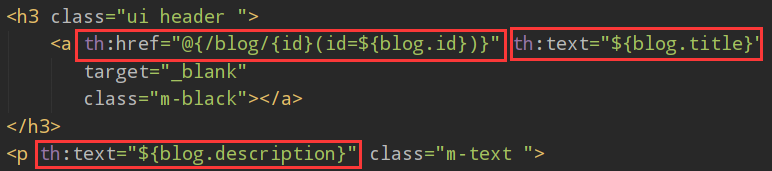 <h3 class="ui header ">
<a th:href="@{/blog/{id}(id=${blog.id})}" th:text="${blog.title}"
target="_blank"
class="m-black"></a>
</h3>
<p th:text="${blog.description}" class="m-text ">